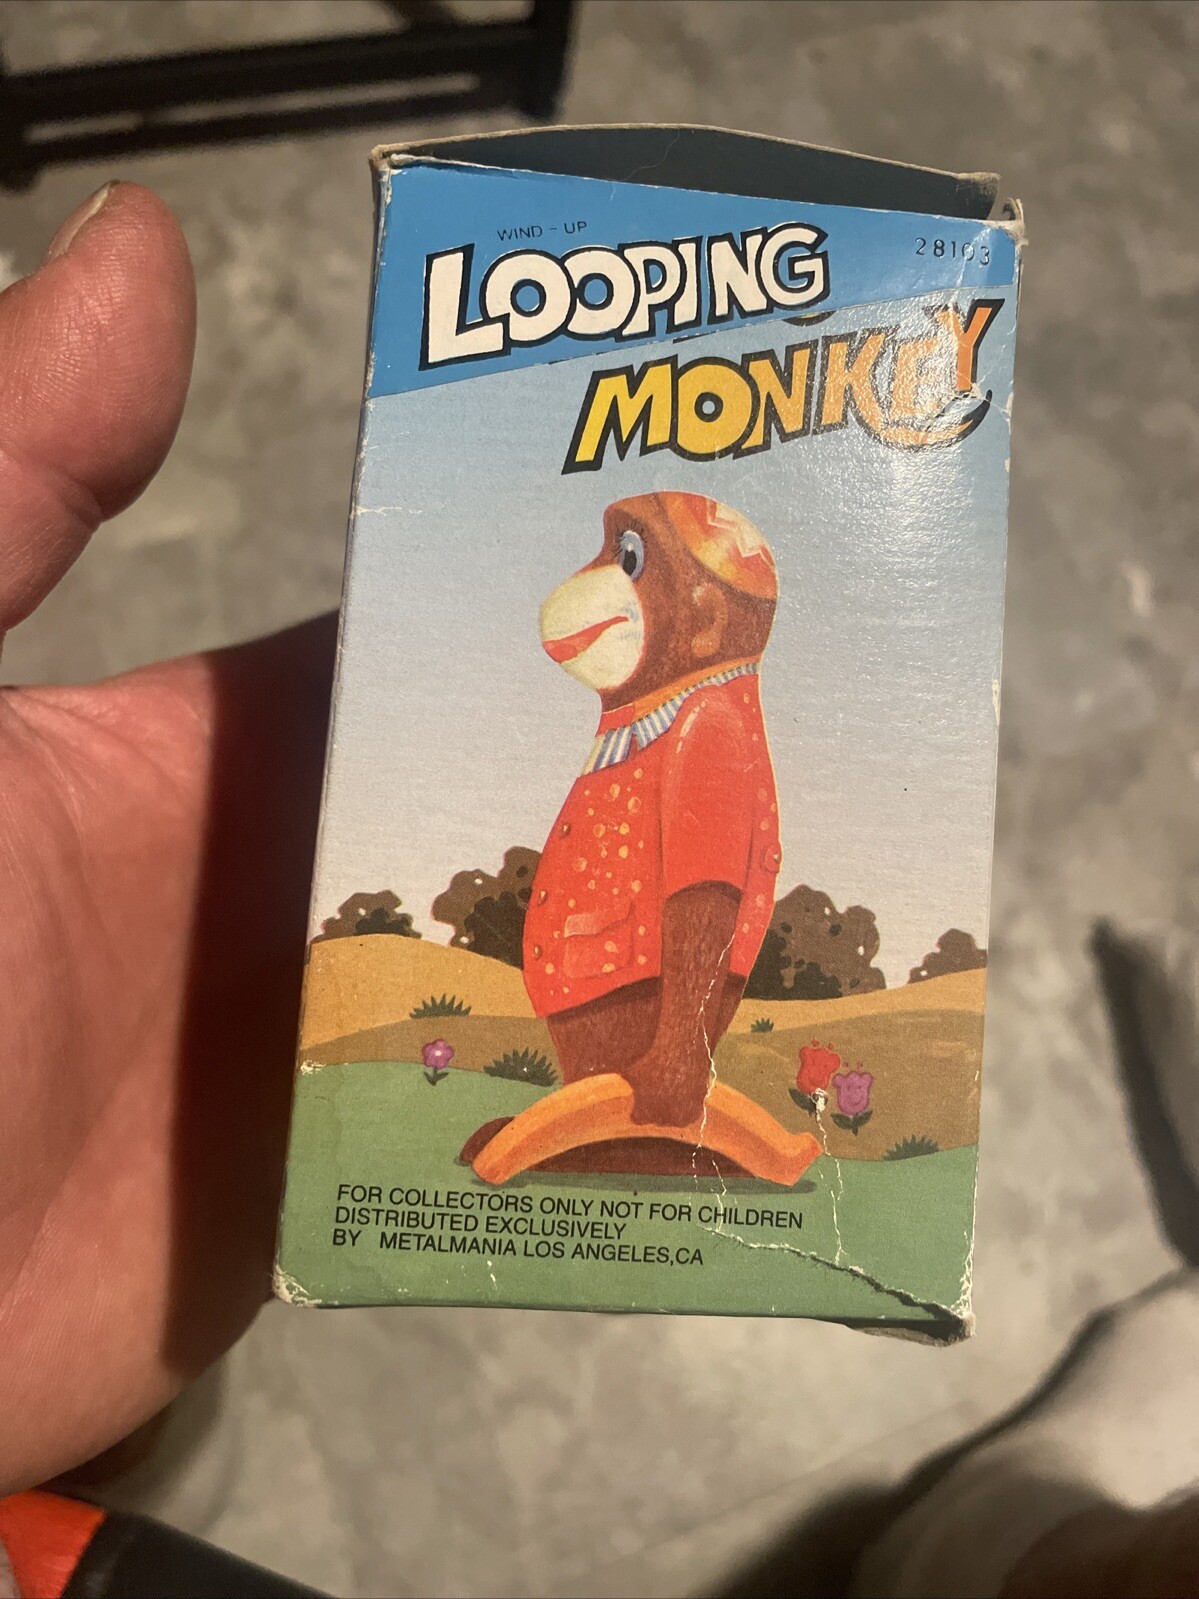 WIND - UP
28103
LOOPING
MONKEY
FOR COLLECTORS ONLY NOT FOR CHILDREN
DISTRIBUTED EXCLUSIVELY
BY METALMANIA LOS ANGELES,CA